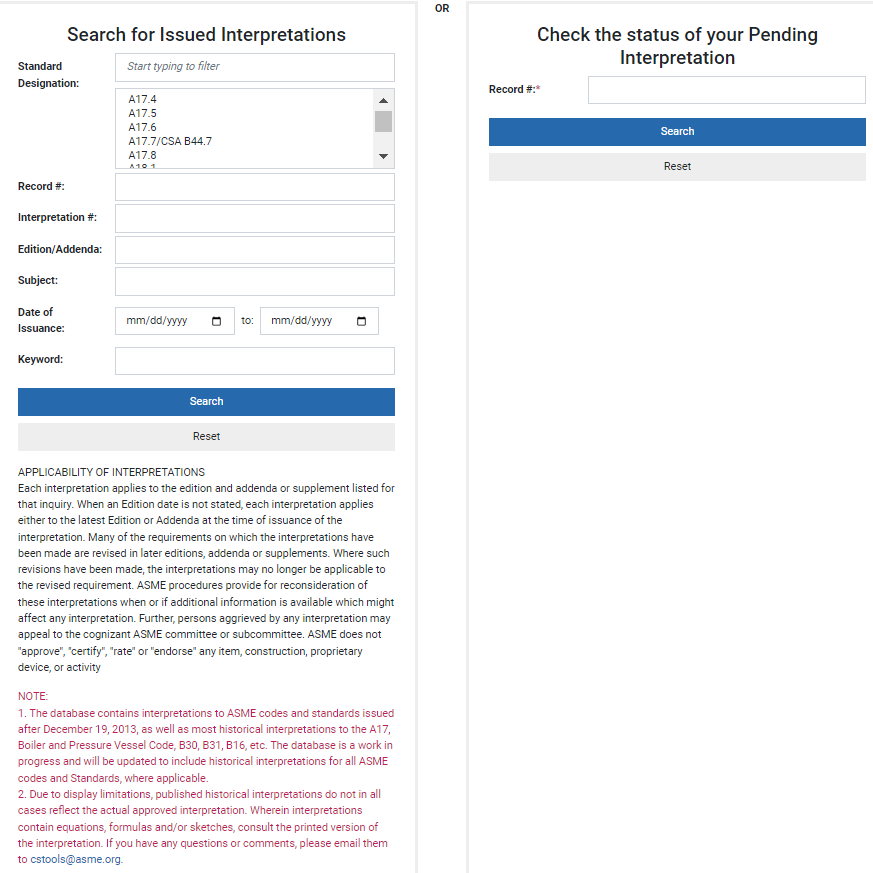 Search for Issued Interpretations
Standard
Designation:
Start typing to filter
A17.4
A17.5
A17.6
A17.7/CSA B44.7
A17.8
A18.1
Record #:
Interpretation #:
Edition/Addenda:
Subject:
Date of
Issuance:
mm/dd/yyyy
to:
mm/dd/yyyy
Keyword:
Search
Reset
APPLICABILITY OF INTERPRETATIONS
Each interpretation applies to the edition and addenda or supplement listed for
that inquiry. When an Edition date is not stated, each interpretation applies
either to the latest Edition or Addenda at the time of issuance of the
interpretation. Many of the requirements on which the interpretations have
been made are revised in later editions, addenda or supplements. Where such
revisions have been made, the interpretations may no longer be applicable to
the revised requirement. ASME procedures provide for reconsideration of
these interpretations when or if additional information is available which might
affect any interpretation. Further, persons aggrieved by any interpretation may
appeal to the cognizant ASME committee or subcommittee. ASME does not
"approve", "certify", "rate" or "endorse" any item, construction, proprietary
device, or activity
NOTE:
1. The database contains interpretations to ASME codes and standards issued
after December 19, 2013, as well as most historical interpretations to the A17,
Boiler and Pressure Vessel Code, B30, B31, B16, etc. The database is a work in
progress and will be updated to include historical interpretations for all ASME
codes and Standards, where applicable.
2. Due to display limitations, published historical interpretations do not in all
cases reflect the actual approved interpretation. Wherein interpretations
contain equations, formulas and/or sketches, consult the printed version of
the interpretation. If you have any questions or comments, please email them
to cstools@asme.org.
OR
Check the status of your Pending
Interpretation
Record #:*
Search
Reset